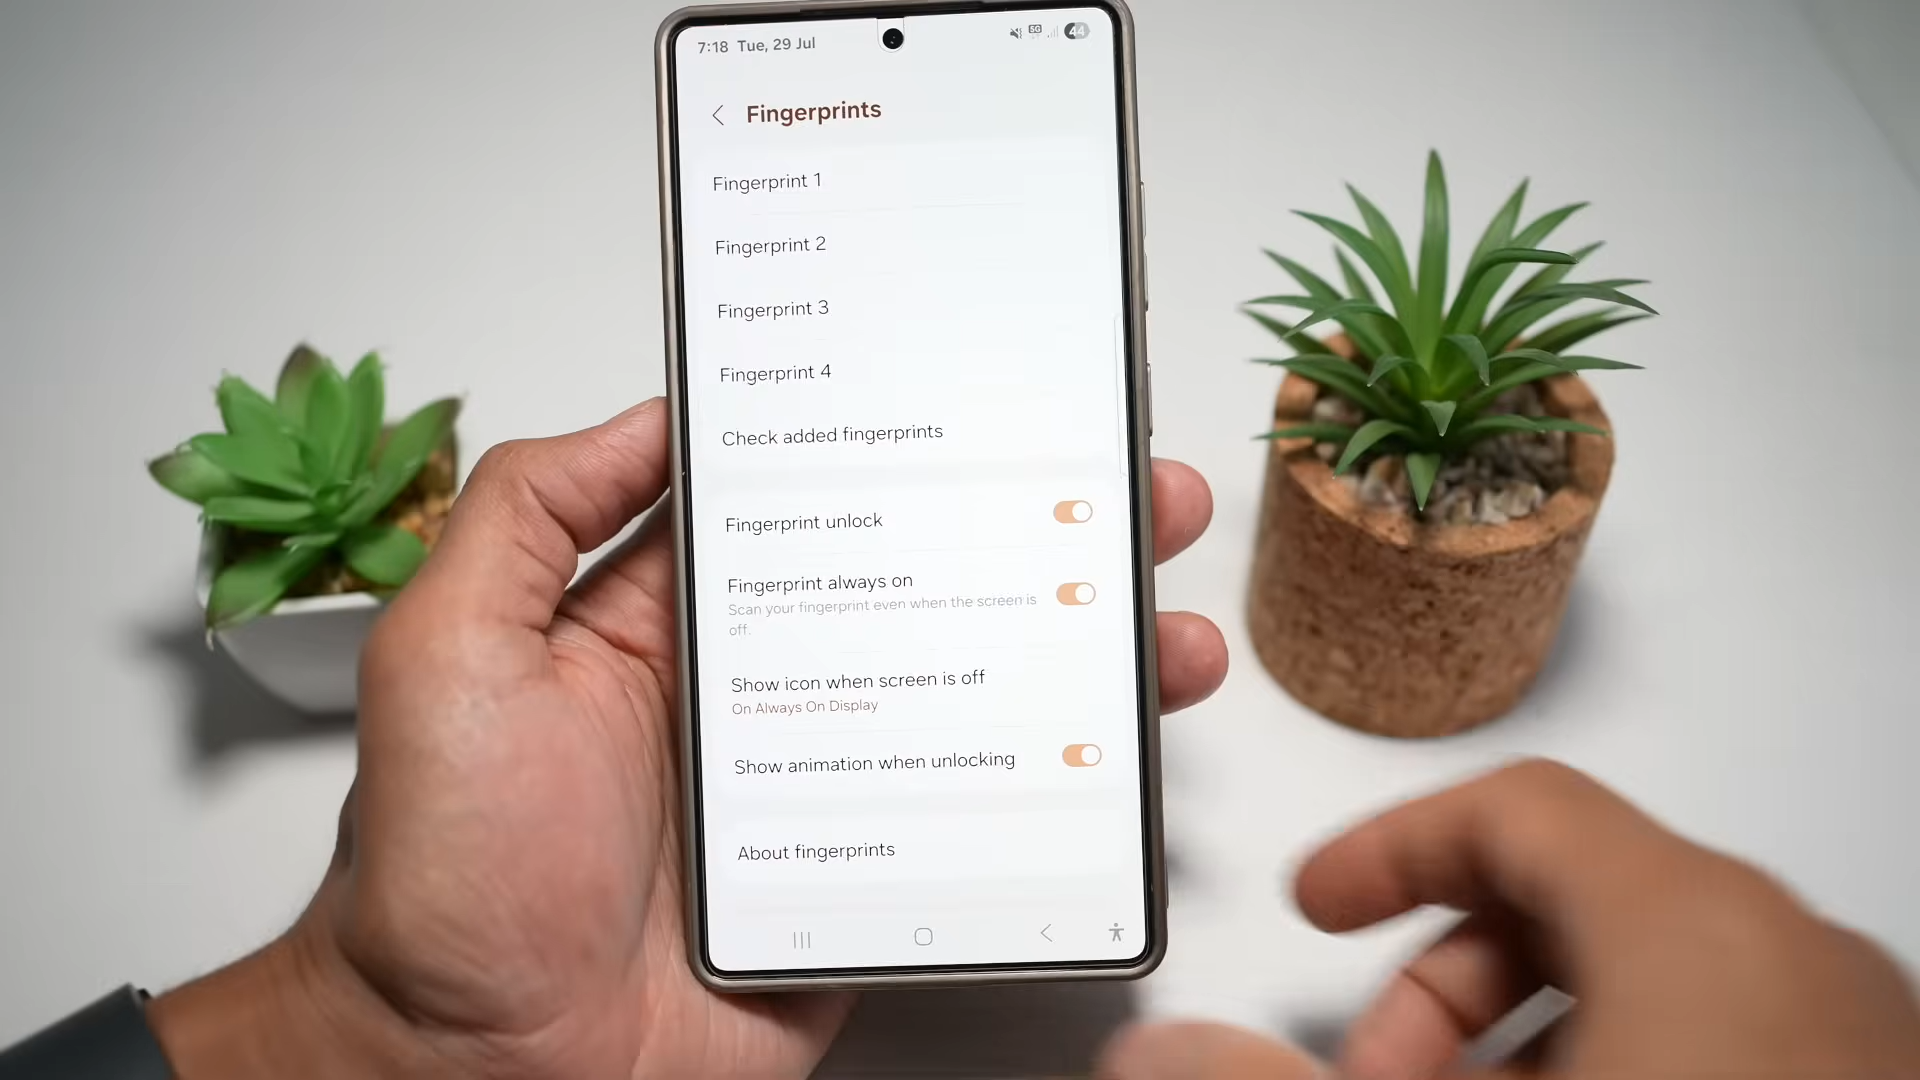 7:18 Tue, 29 Jul
5G
44
Fingerprints
Fingerprint 1
Fingerprint 2
Fingerprint 3
Fingerprint 4
Check added fingerprints
Fingerprint unlock
Fingerprint always on
Scan your fingerprint even when the screen is
off.
Show icon when screen is off
On Always On Display
Show animation when unlocking
About fingerprints